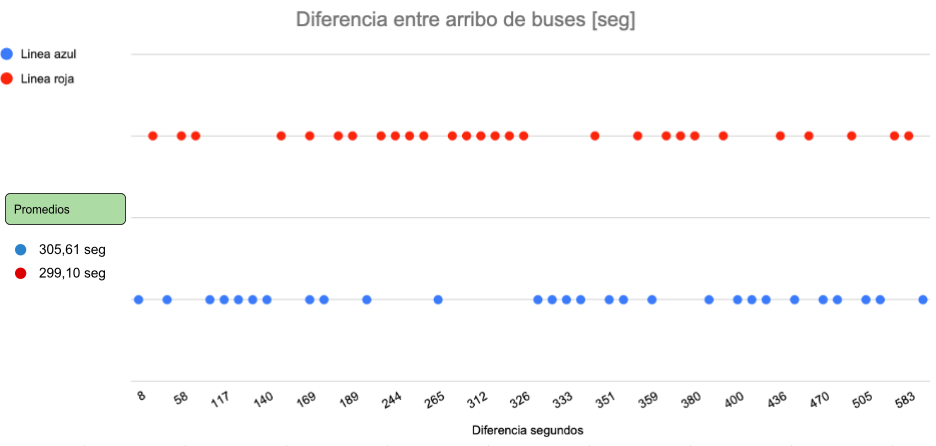 Diferencia entre arribo de buses [seg]
Linea azul
Linea roja
Promedios
305,61 seg
299,10 seg
8 58 117 140 169 189 244 265 312 326 333 351 359 380 400 436 470 505 583
Diferencia segundos